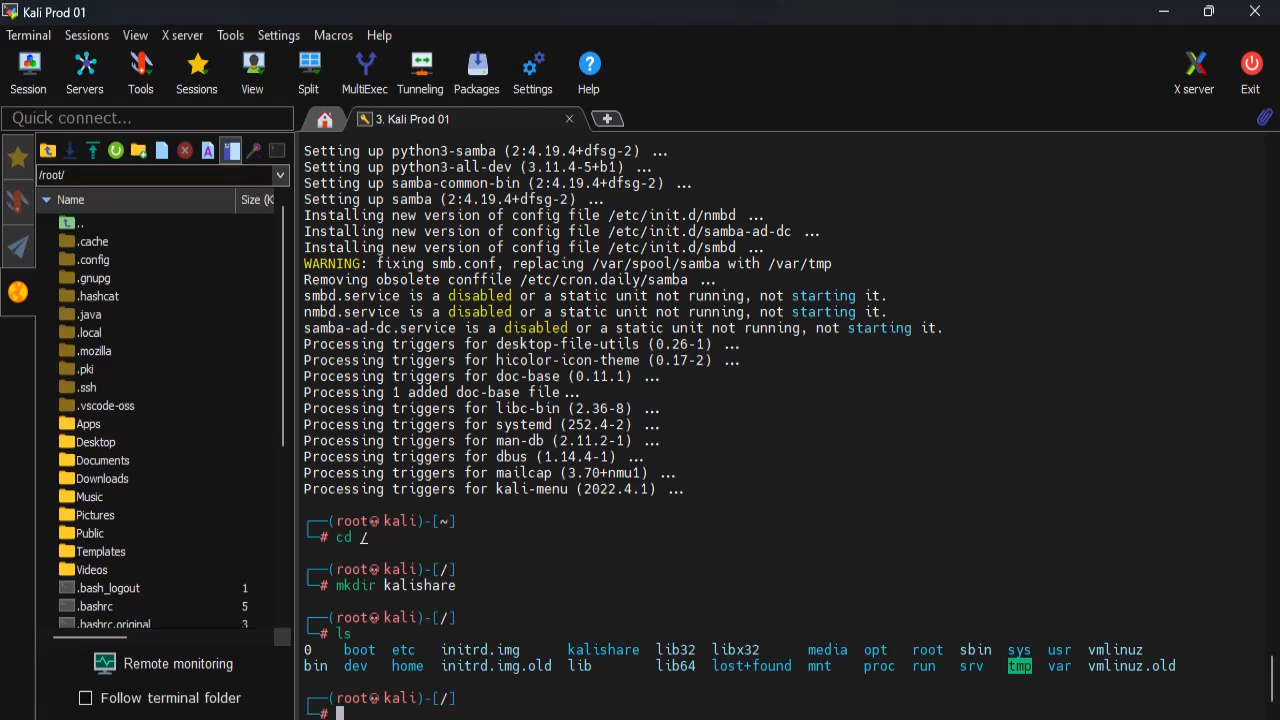 Kali Prod 01
Terminal Sessions View X server Tools Settings Macros Help
Session Servers Tools Sessions View Split MultiExec Tunneling Packages Settings Help X server Exit
Quick connect...
3. Kali Prod 01
/root/
Name Size (K
..
.cache
.config
.gnupg
.hashcat
.java
.local
.mozilla
.pki
.ssh
.vscode-oss
Apps
Desktop
Documents
Downloads
Music
Pictures
Public
Templates
Videos
.bash_logout 1
.bashrc 5
.bashrc.original 3
Remote monitoring
Follow terminal folder
Setting up python3-samba (2:4.19.4+dfsg-2) ...
Setting up python3-all-dev (3.11.4-5+b1) ...
Setting up samba-common-bin (2:4.19.4+dfsg-2) ...
Setting up samba (2:4.19.4+dfsg-2) ...
Installing new version of config file /etc/init.d/nmbd ...
Installing new version of config file /etc/init.d/samba-ad-dc ...
Installing new version of config file /etc/init.d/smbd ...
WARNING: fixing smb.conf, replacing /var/spool/samba with /var/tmp
Removing obsolete conffile /etc/cron.daily/samba ...
smbd.service is a disabled or a static unit not running, not starting it.
nmbd.service is a disabled or a static unit not running, not starting it.
samba-ad-dc.service is a disabled or a static unit not running, not starting it.
Processing triggers for desktop-file-utils (0.26-1) ...
Processing triggers for hicolor-icon-theme (0.17-2) ...
Processing triggers for doc-base (0.11.1) ...
Processing 1 added doc-base file...
Processing triggers for libc-bin (2.36-8) ...
Processing triggers for systemd (252.4-2) ...
Processing triggers for man-db (2.11.2-1) ...
Processing triggers for dbus (1.14.4-1) ...
Processing triggers for mailcap (3.70+nmu1) ...
Processing triggers for kali-menu (2022.4.1) ...
┌──(root💀kali)-[~]
└─# cd /
┌──(root💀kali)-[/]
└─# mkdir kalishare
┌──(root💀kali)-[/]
└─# ls
0 boot etc initrd.img kalishare lib32 libx32 media opt root sbin sys usr vmlinuz
bin dev home initrd.img.old lib lib64 lost+found mnt proc run srv tmp var vmlinuz.old
┌──(root💀kali)-[/]
└─#